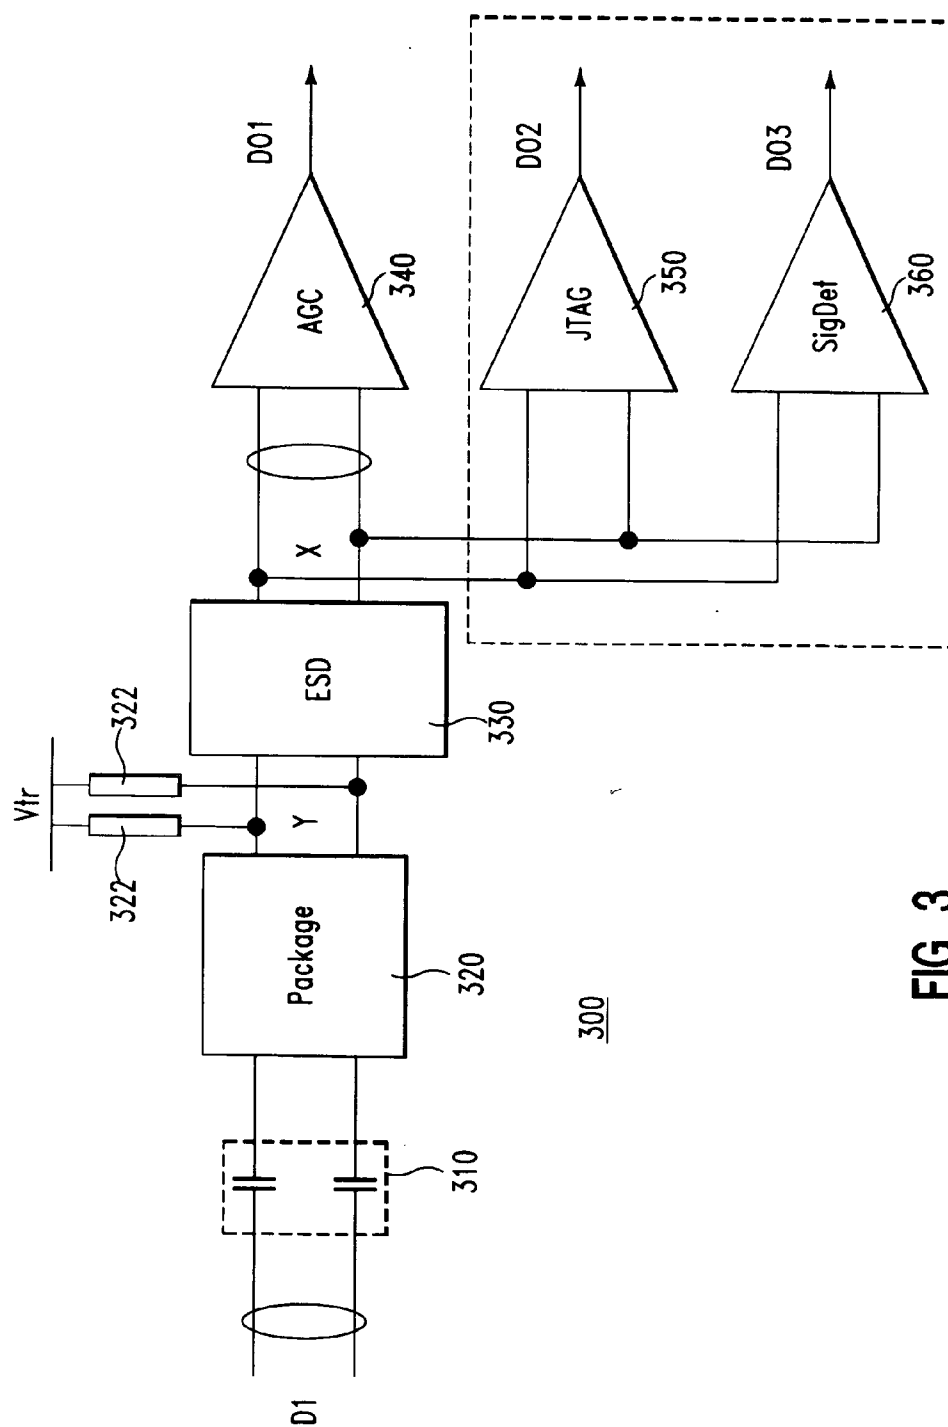 Vtr
322
322
D1
310
Package
320
Y
ESD
330
X
AGC
340
DO1
JTAG
350
DO2
SigDet
360
DO3
300
FIG 3